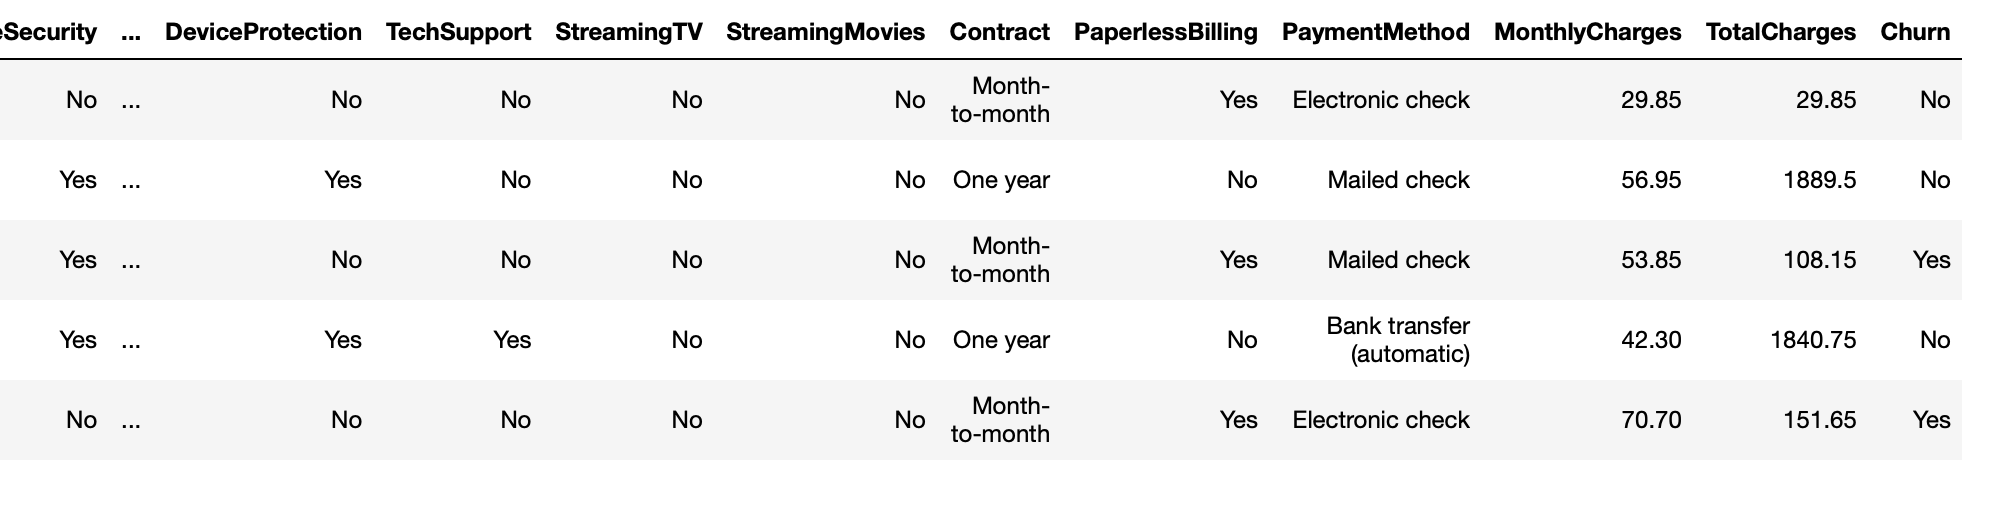 eSecurity ... DeviceProtection TechSupport StreamingTV StreamingMovies Contract PaperlessBilling PaymentMethod MonthlyCharges TotalCharges Churn
No ... No No No No Month-to-month Yes Electronic check 29.85 29.85 No
Yes ... Yes No No No One year No Mailed check 56.95 1889.5 No
Yes ... No No No No Month-to-month Yes Mailed check 53.85 108.15 Yes
Yes ... Yes Yes No No One year No Bank transfer (automatic) 42.30 1840.75 No
No ... No No No No Month-to-month Yes Electronic check 70.70 151.65 Yes